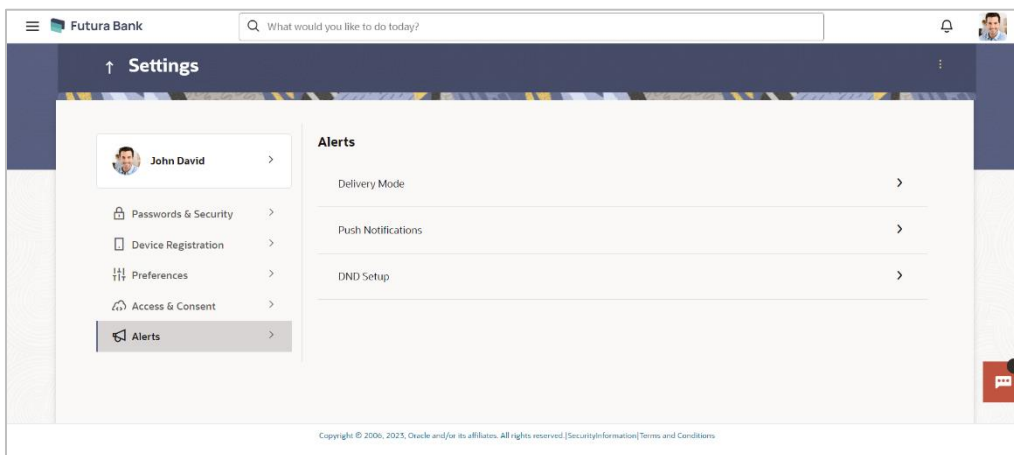 Futura Bank
What would you like to do today?
↑ Settings
John David
Passwords & Security
Device Registration
Preferences
Access & Consent
Alerts
Alerts
Delivery Mode
Push Notifications
DND Setup
Copyright © 2006, 2023, Oracle and/or its affiliates. All rights reserved.|SecurityInformation|Terms and Conditions